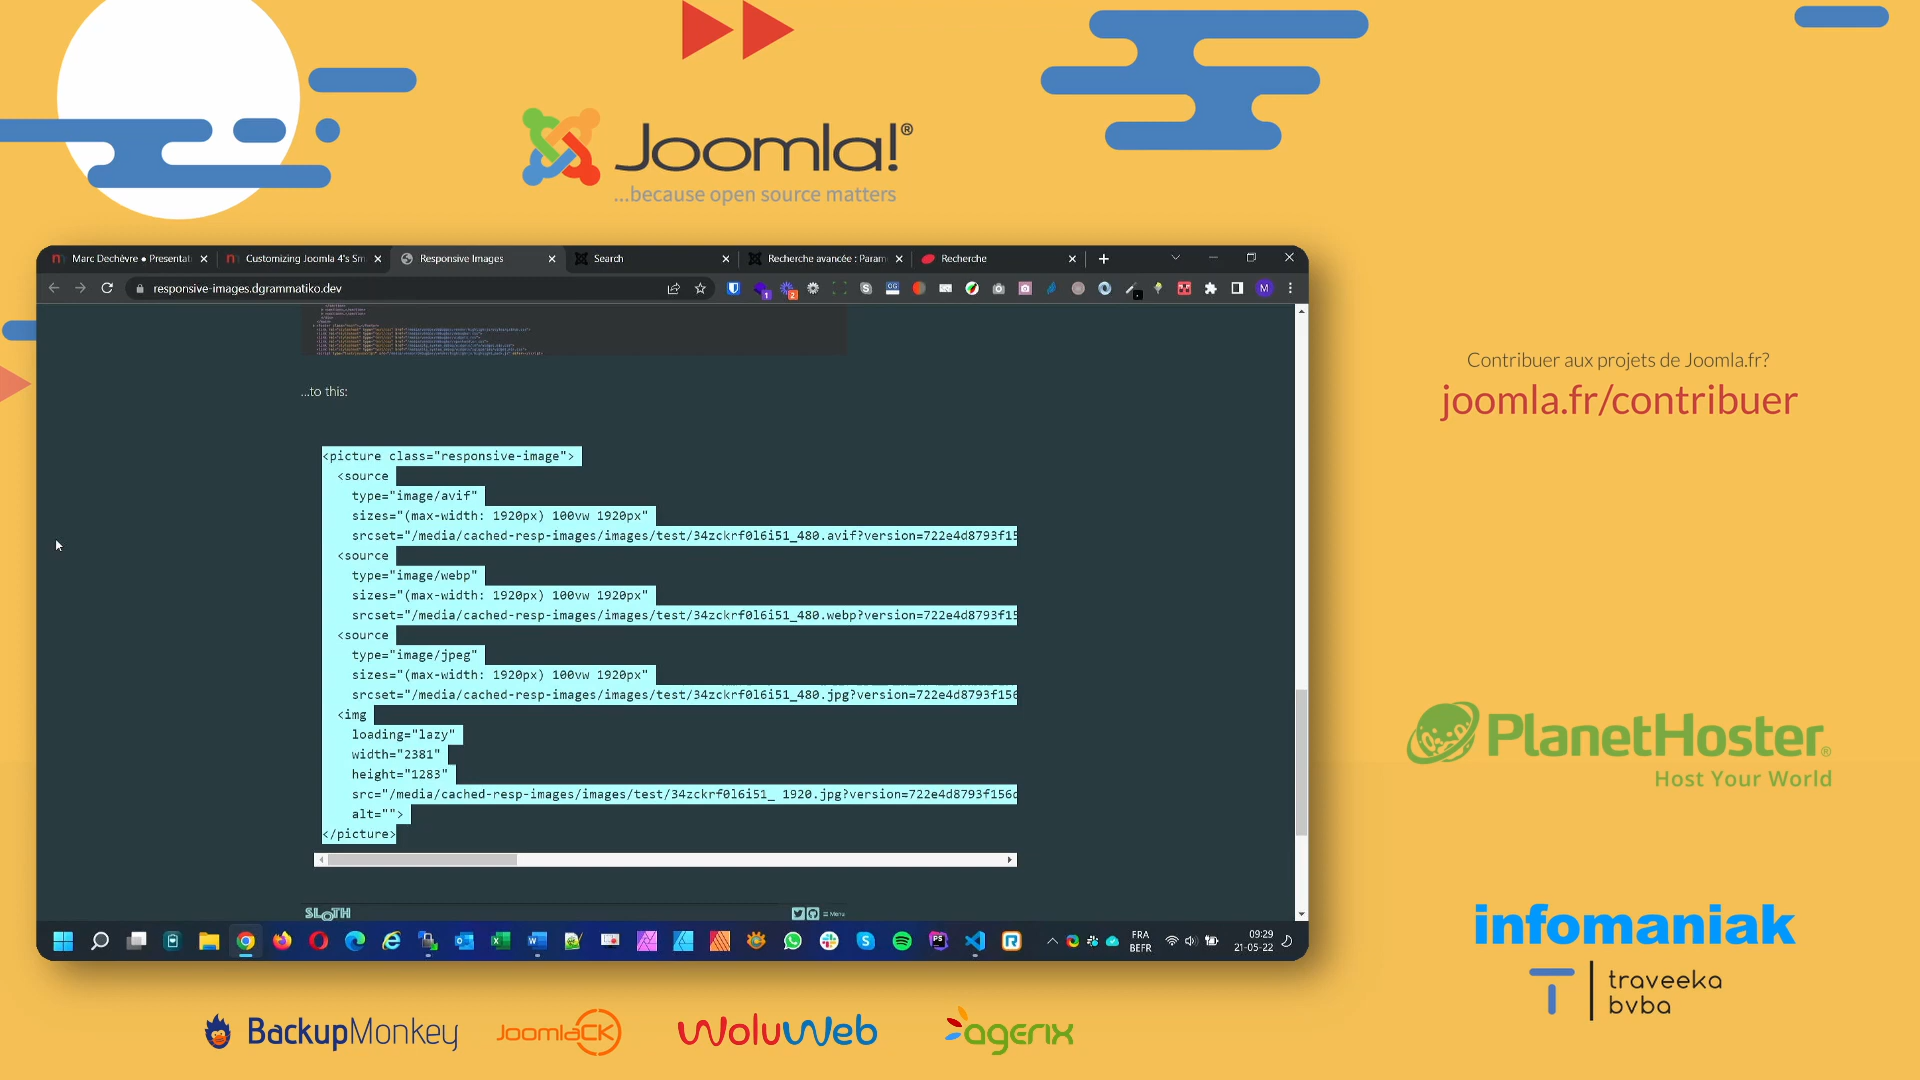 Joomla!®
...because open source matters
Marc Dechèvre • Presentat
Customizing Joomla 4's Sm
Responsive Images
Search
Recherche avancée : Param
Recherche
responsive-images.dgrammatiko.dev
...to this:
<picture class="responsive-image">
<source
type="image/avif"
sizes="(max-width: 1920px) 100vw 1920px"
srcset="/media/cached-resp-images/images/test/34zckrf0l6i51_480.avif?version=722e4d8793f15
<source
type="image/webp"
sizes="(max-width: 1920px) 100vw 1920px"
srcset="/media/cached-resp-images/images/test/34zckrf0l6i51_480.webp?version=722e4d8793f15
<source
type="image/jpeg"
sizes="(max-width: 1920px) 100vw 1920px"
srcset="/media/cached-resp-images/images/test/34zckrf0l6i51_480.jpg?version=722e4d8793f156
<img
loading="lazy"
width="2381"
height="1283"
src="/media/cached-resp-images/images/test/34zckrf0l6i51_ 1920.jpg?version=722e4d8793f156
alt="">
</picture>
SLOTH
Menu
FRA
BEFR
09:29
21-05-22
Contribuer aux projets de Joomla.fr?
joomla.fr/contribuer
PlanetHoster®
Host Your World
infomaniak
traveeka
bvba
BackupMonkey
JoomlaCK
WoluWeb
agerix